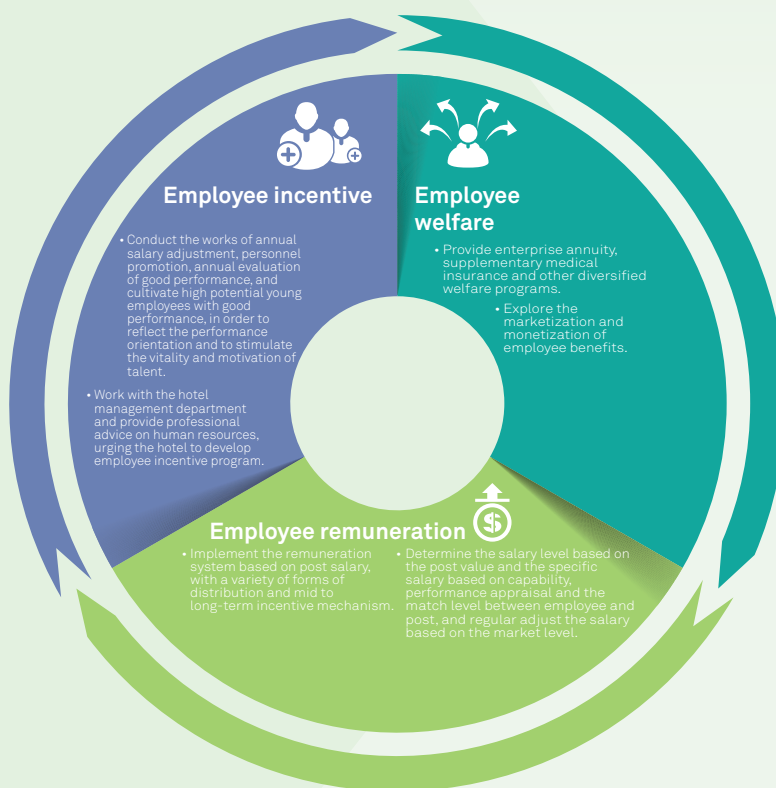 Employee incentive
• Conduct the works of annual
salary adjustment, personnel
promotion, annual evaluation
of good performance, and
cultivate high potential young
employees with good
performance, in order to
reflect the performance
orientation and to stimulate
the vitality and motivation of
talent.
• Work with the hotel
management department
and provide professional
advice on human resources,
urging the hotel to develop
employee incentive program.
Employee
welfare
• Provide enterprise annuity,
supplementary medical
insurance and other diversified
welfare programs.
• Explore the
marketization and
monetization of
employee benefits.
Employee remuneration
$
• Implement the remuneration
system based on post salary,
with a variety of forms of
distribution and mid to
long-term incentive mechanism.
• Determine the salary level based on
the post value and the specific
salary based on capability,
performance appraisal and the
match level between employee and
post, and regular adjust the salary
based on the market level.